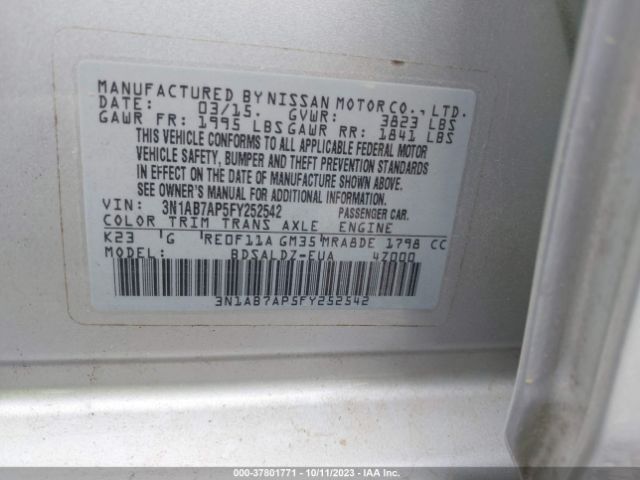 MANUFACTURED BY NISSAN MOTOR CO., LTD.
DATE: 03/15. GVWR: 3823 LBS
GAWR FR: 1995 LBS GAWR RR: 1841 LBS
THIS VEHICLE CONFORMS TO ALL APPLICABLE FEDERAL MOTOR
VEHICLE SAFETY, BUMPER AND THEFT PREVENTION STANDARDS
IN EFFECT ON THE DATE OF MANUFACTURE SHOWN ABOVE.
SEE OWNER'S MANUAL FOR ADDITIONAL INFORMATION.
VIN: 3N1AB7AP5FY252542 PASSENGER CAR.
COLOR TRIM TRANS AXLE ENGINE
K23 G RE0F11A GM35 MRA8DE 1798 CC
MODEL: BDSALDZ-EUA 4Z000
3N1AB7AP5FY252542
000-37801771 | 10/11/2023 | IAA Inc.